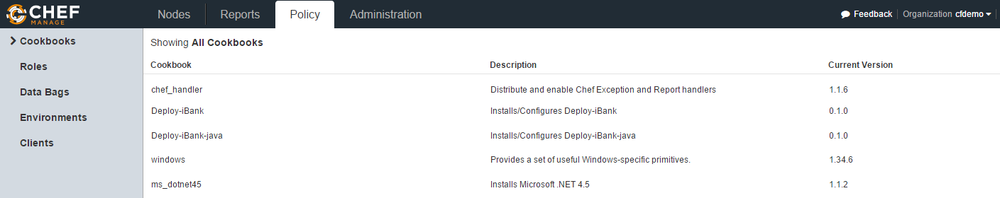 CHEF MANAGE Nodes Reports Policy Administration Feedback Organization cfdemo
Cookbooks
Roles
Data Bags
Environments
Clients
Showing All Cookbooks
Cookbook Description Current Version
chef_handler Distribute and enable Chef Exception and Report handlers 1.1.6
Deploy-iBank Installs/Configures Deploy-iBank 0.1.0
Deploy-iBank-java Installs/Configures Deploy-iBank-java 0.1.0
windows Provides a set of useful Windows-specific primitives. 1.34.6
ms_dotnet45 Installs Microsoft .NET 4.5 1.1.2